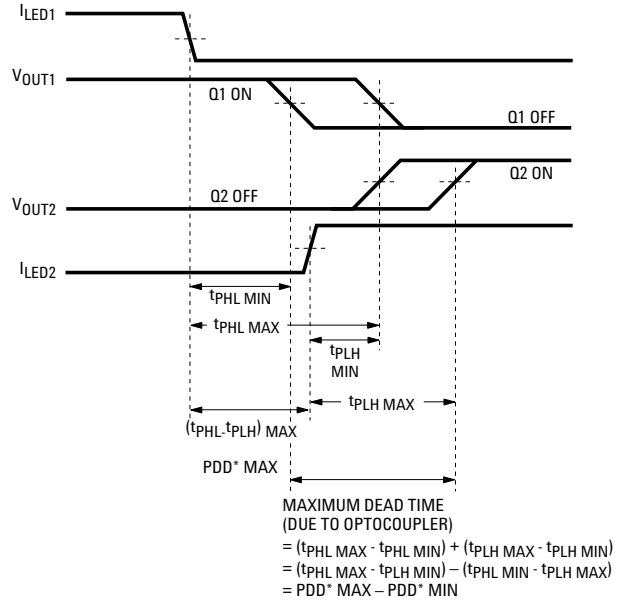 ILED1
VOUT1
Q1 ON
Q1 OFF
Q2 OFF
Q2 ON
VOUT2
ILED2
tPHL MIN
tPHL MAX
tPLH
MIN
tPLH MAX
(tPHL-tPLH) MAX
PDD* MAX
MAXIMUM DEAD TIME
(DUE TO OPTOCOUPLER)
= (tPHL MAX - tPHL MIN) + (tPLH MAX - tPLH MIN)
= (tPHL MAX - tPLH MIN) – (tPHL MIN - tPLH MAX)
= PDD* MAX – PDD* MIN